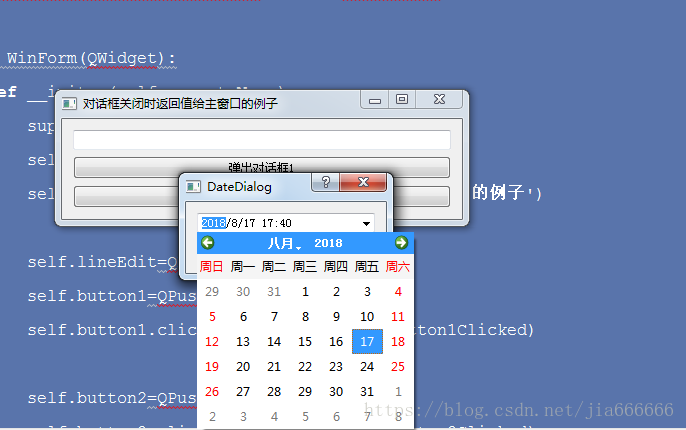 WinForm(QWidget):
ef __i
对话框关闭时返回值给主窗口的例子
sup
sel
弹出对话框1
sel
的例子')
DateDialog
2018/8/17 17:40
八月, 2018
周日 周一 周二 周三 周四 周五 周六
29 30 31 1 2 3 4
5 6 7 8 9 10 11
12 13 14 15 16 17 18
19 20 21 22 23 24 25
26 27 28 29 30 31 1
2 3 4 5 6 7 8
self.lineEdit=Q
self.button1=QPus
self.button1.clic
ton1Clicked)
self.button2=QPus
https://blog.csdn.net/jia666666